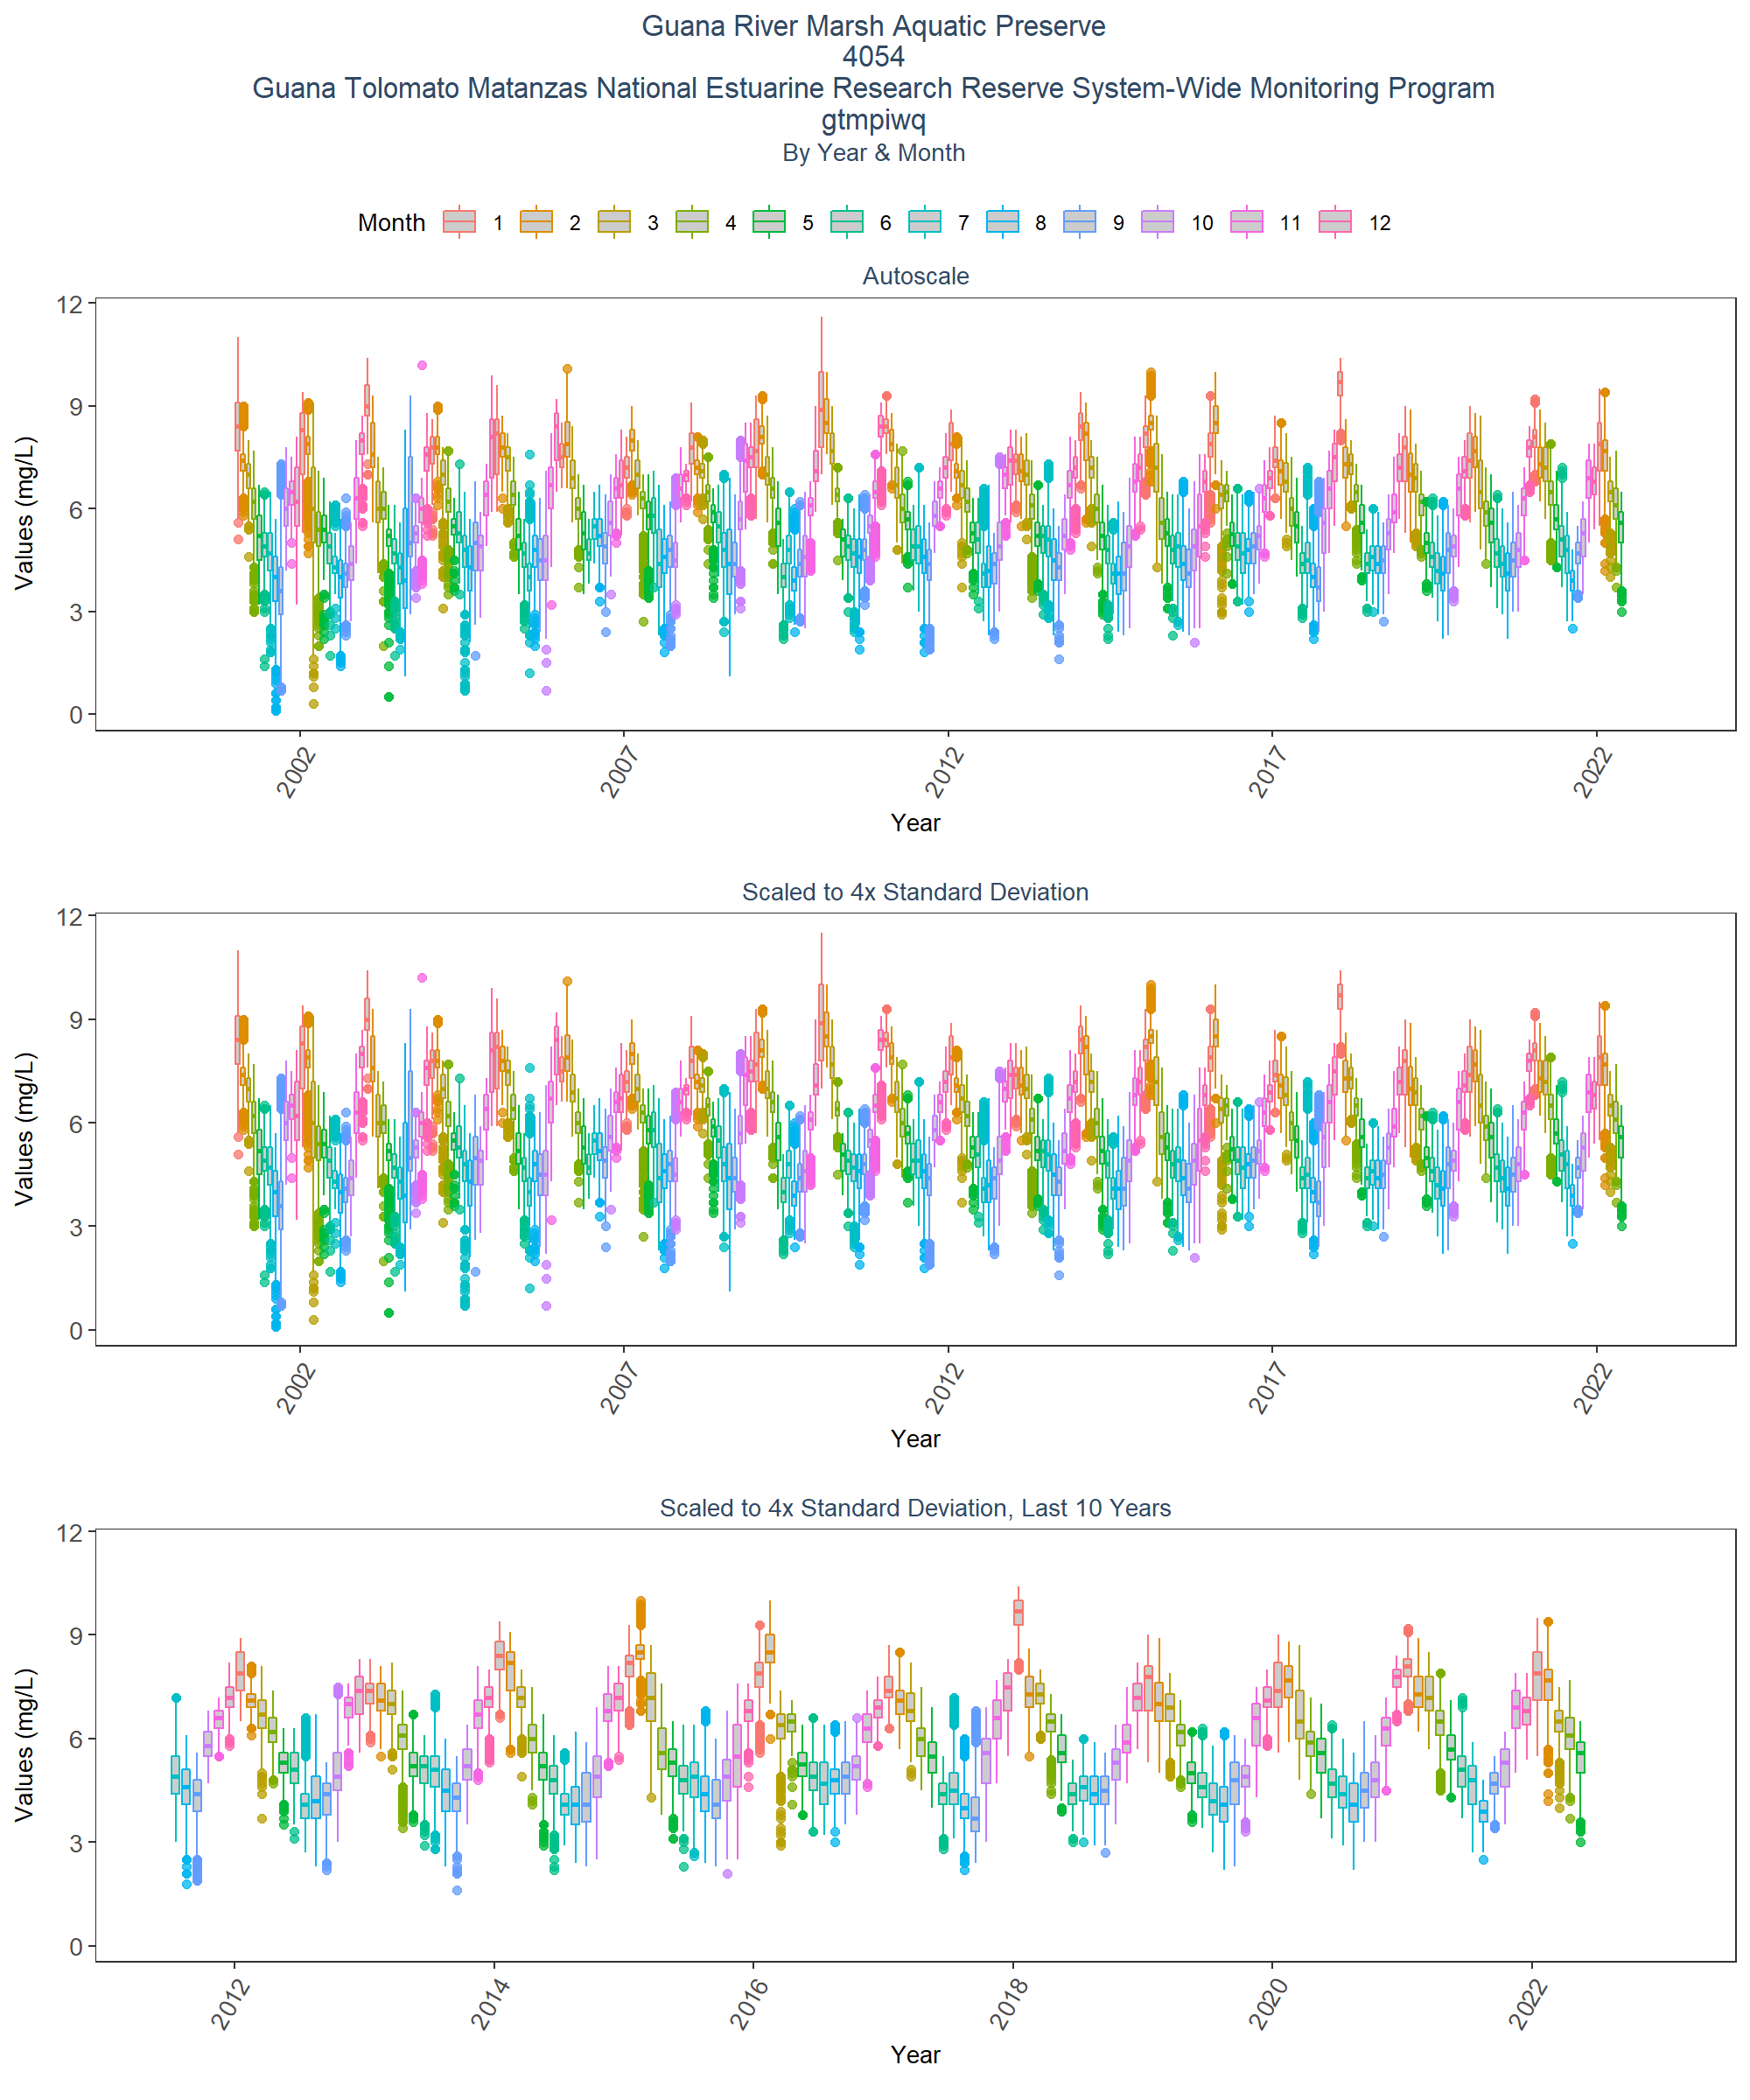 Guana River Marsh Aquatic Preserve
4054
Guana Tolomato Matanzas National Estuarine Research Reserve System-Wide Monitoring Program
gtmpiwq
By Year & Month
Month 1 2 3 4 5 6 7 8 9 10 11 12
Autoscale
Values (mg/L)
12
9
6
3
0
2002 2007 2012 2017 2022
Year
Scaled to 4x Standard Deviation
Values (mg/L)
12
9
6
3
0
2002 2007 2012 2017 2022
Year
Scaled to 4x Standard Deviation, Last 10 Years
Values (mg/L)
12
9
6
3
0
2012 2014 2016 2018 2020 2022
Year